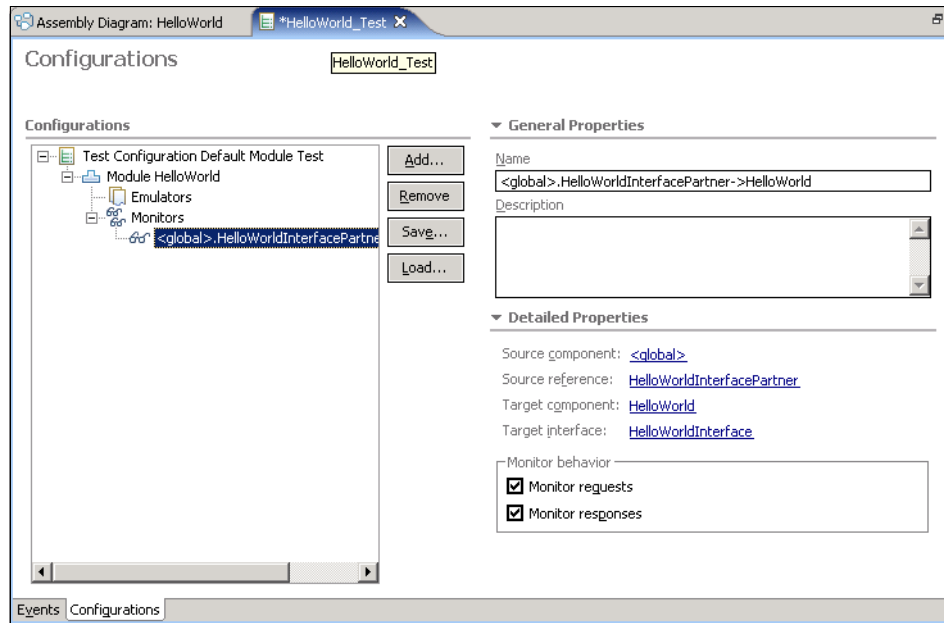 Assembly Diagram: HelloWorld
*HelloWorld_Test
Configurations
HelloWorld_Test
Configurations
Test Configuration Default Module Test
Module HelloWorld
Emulators
Monitors
<global>.HelloWorldInterfacePartne
Add...
Remove
Save...
Load...
General Properties
Name
<global>.HelloWorldInterfacePartner->HelloWorld
Description
Detailed Properties
Source component: <global>
Source reference: HelloWorldInterfacePartner
Target component: HelloWorld
Target interface: HelloWorldInterface
Monitor behavior
Monitor requests
Monitor responses
Events Configurations